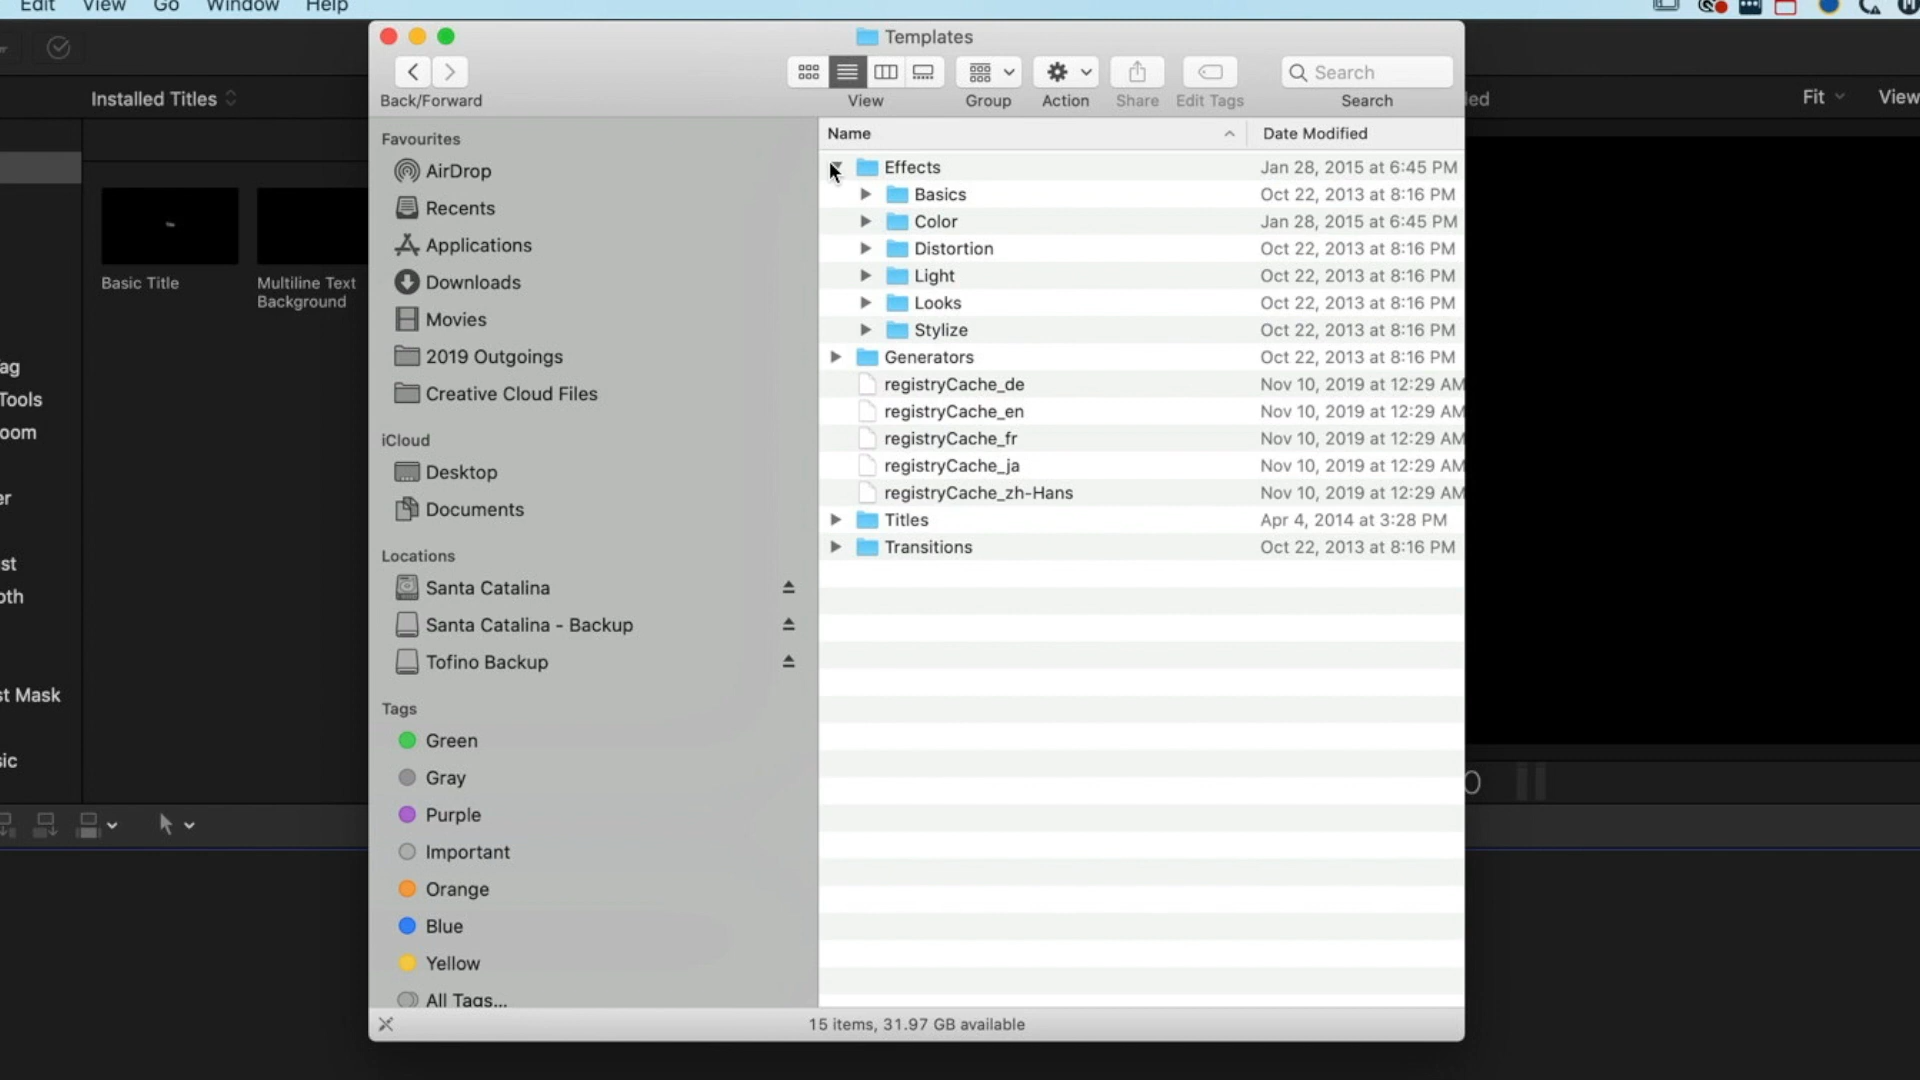 Edit View Go Window Help
Templates
Installed Titles
Back/Forward
View
Group
Action
Share
Edit Tags
Search
Search
Fit
View
Favourites
AirDrop
Recents
Applications
Downloads
Movies
2019 Outgoings
Creative Cloud Files
iCloud
Desktop
Documents
Locations
Santa Catalina
Santa Catalina - Backup
Tofino Backup
Tags
Green
Gray
Purple
Important
Orange
Blue
Yellow
All Tags...
Name Date Modified
Effects Jan 28, 2015 at 6:45 PM
Basics Oct 22, 2013 at 8:16 PM
Color Jan 28, 2015 at 6:45 PM
Distortion Oct 22, 2013 at 8:16 PM
Light Oct 22, 2013 at 8:16 PM
Looks Oct 22, 2013 at 8:16 PM
Stylize Oct 22, 2013 at 8:16 PM
Generators Oct 22, 2013 at 8:16 PM
registryCache_de Nov 10, 2019 at 12:29 AM
registryCache_en Nov 10, 2019 at 12:29 AM
registryCache_fr Nov 10, 2019 at 12:29 AM
registryCache_ja Nov 10, 2019 at 12:29 AM
registryCache_zh-Hans Nov 10, 2019 at 12:29 AM
Titles Apr 4, 2014 at 3:28 PM
Transitions Oct 22, 2013 at 8:16 PM
15 items, 31.97 GB available
Basic Title
Multiline Text
Background
Tools
Mask